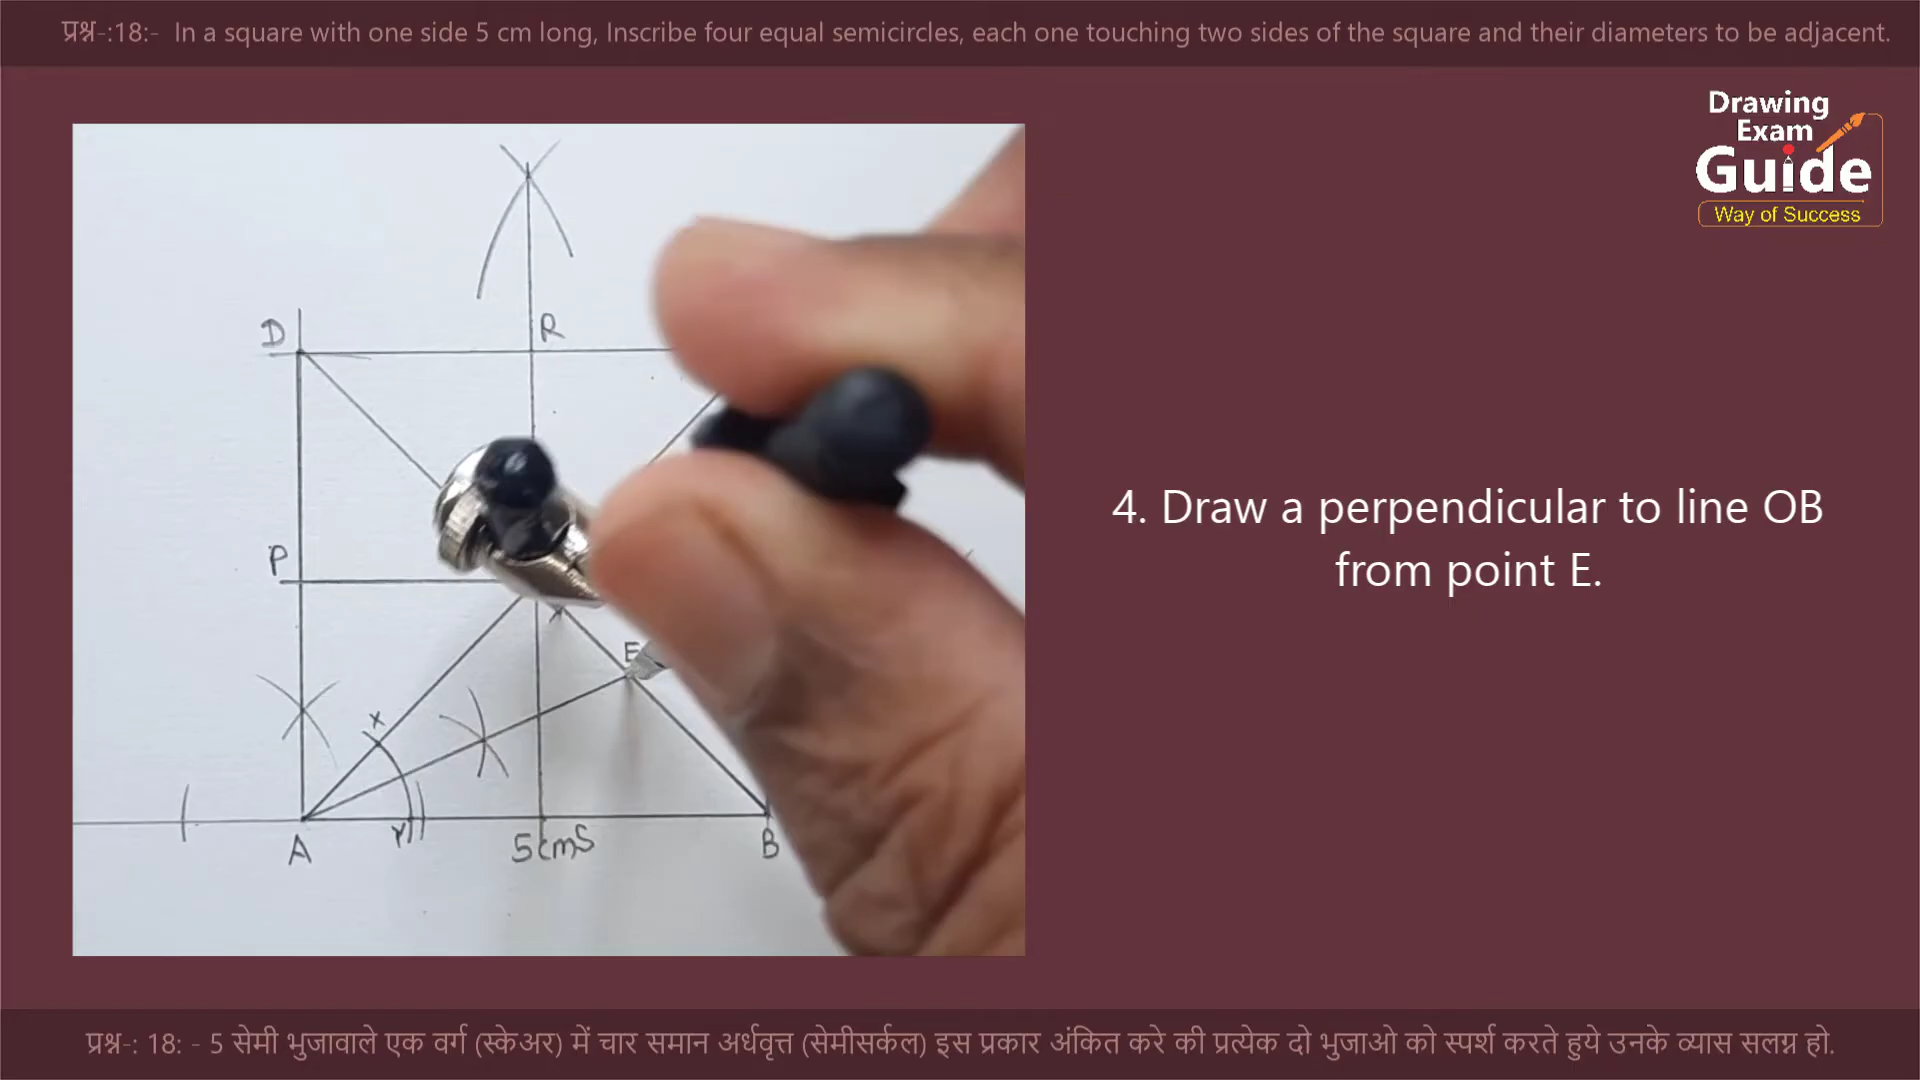 प्रश्न-:18:- In a square with one side 5 cm long, Inscribe four equal semicircles, each one touching two sides of the square and their diameters to be adjacent.
Drawing
Exam
Guide
Way of Success
D
R
P
E
x
y
A
5cm
S
B
4. Draw a perpendicular to line OB
from point E.
प्रश्न-: 18: - 5 सेमी भुजावाले एक वर्ग (स्केअर) में चार समान अर्धवृत्त (सेमीसर्कल) इस प्रकार अंकित करे की प्रत्येक दो भुजाओ को स्पर्श करते हुये उनके व्यास सलग्न हो.